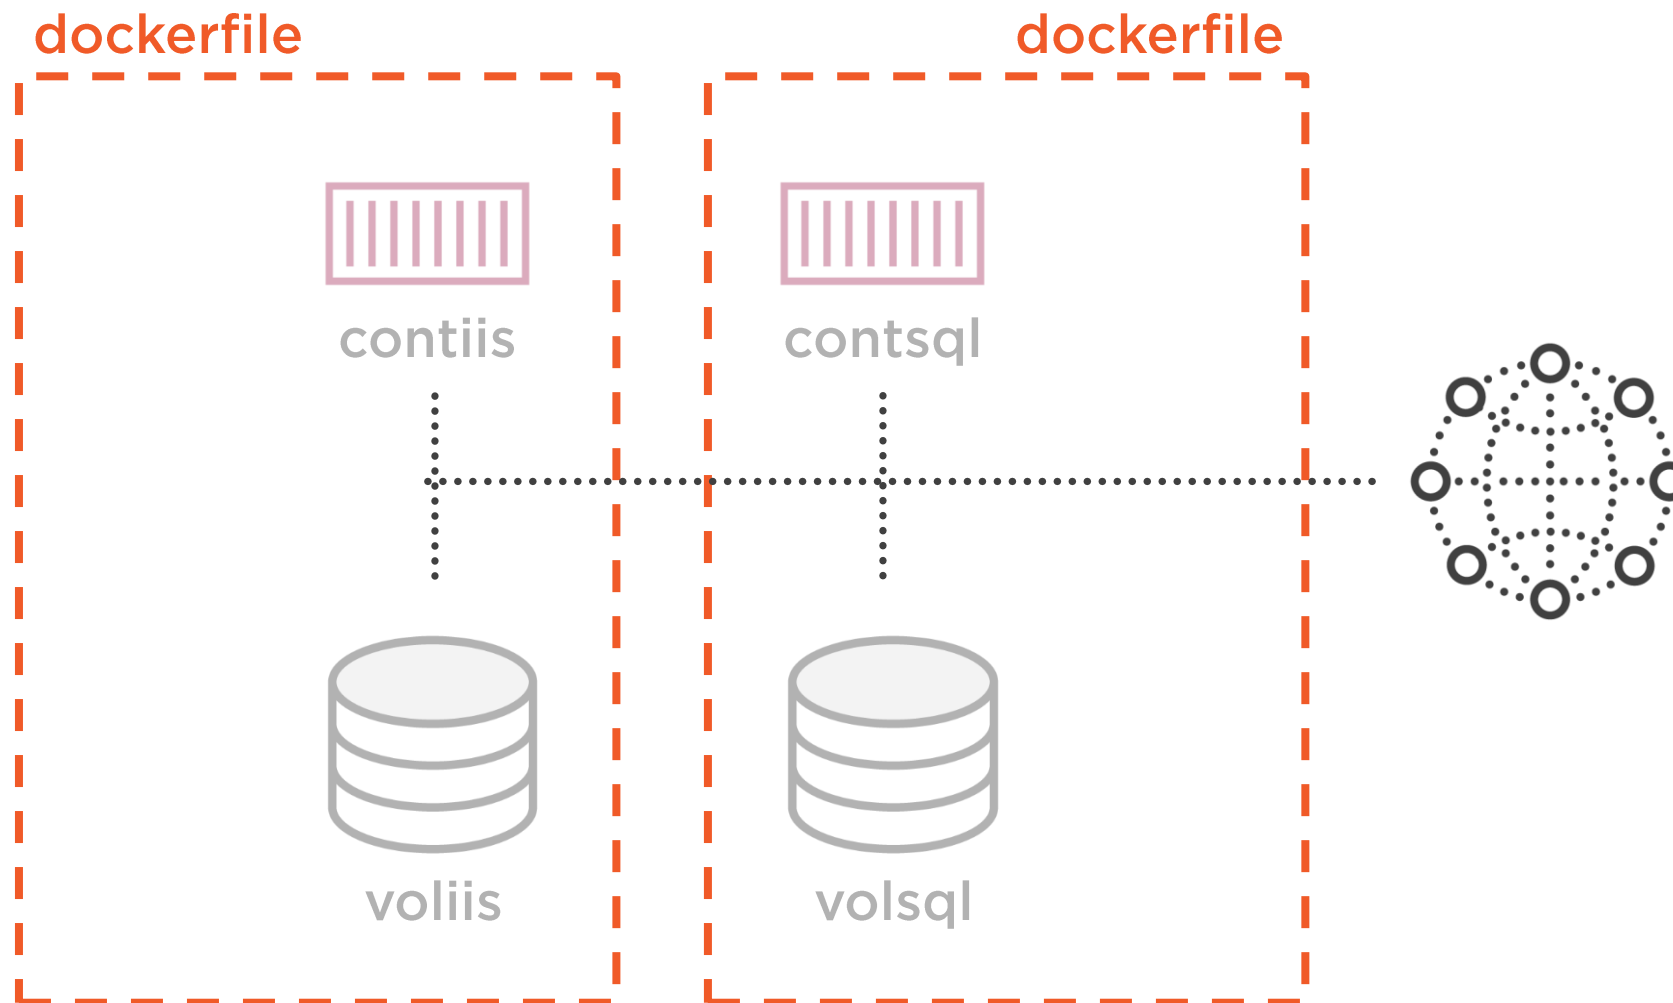 dockerfile
dockerfile
contiis
contsql
voliis
volsql